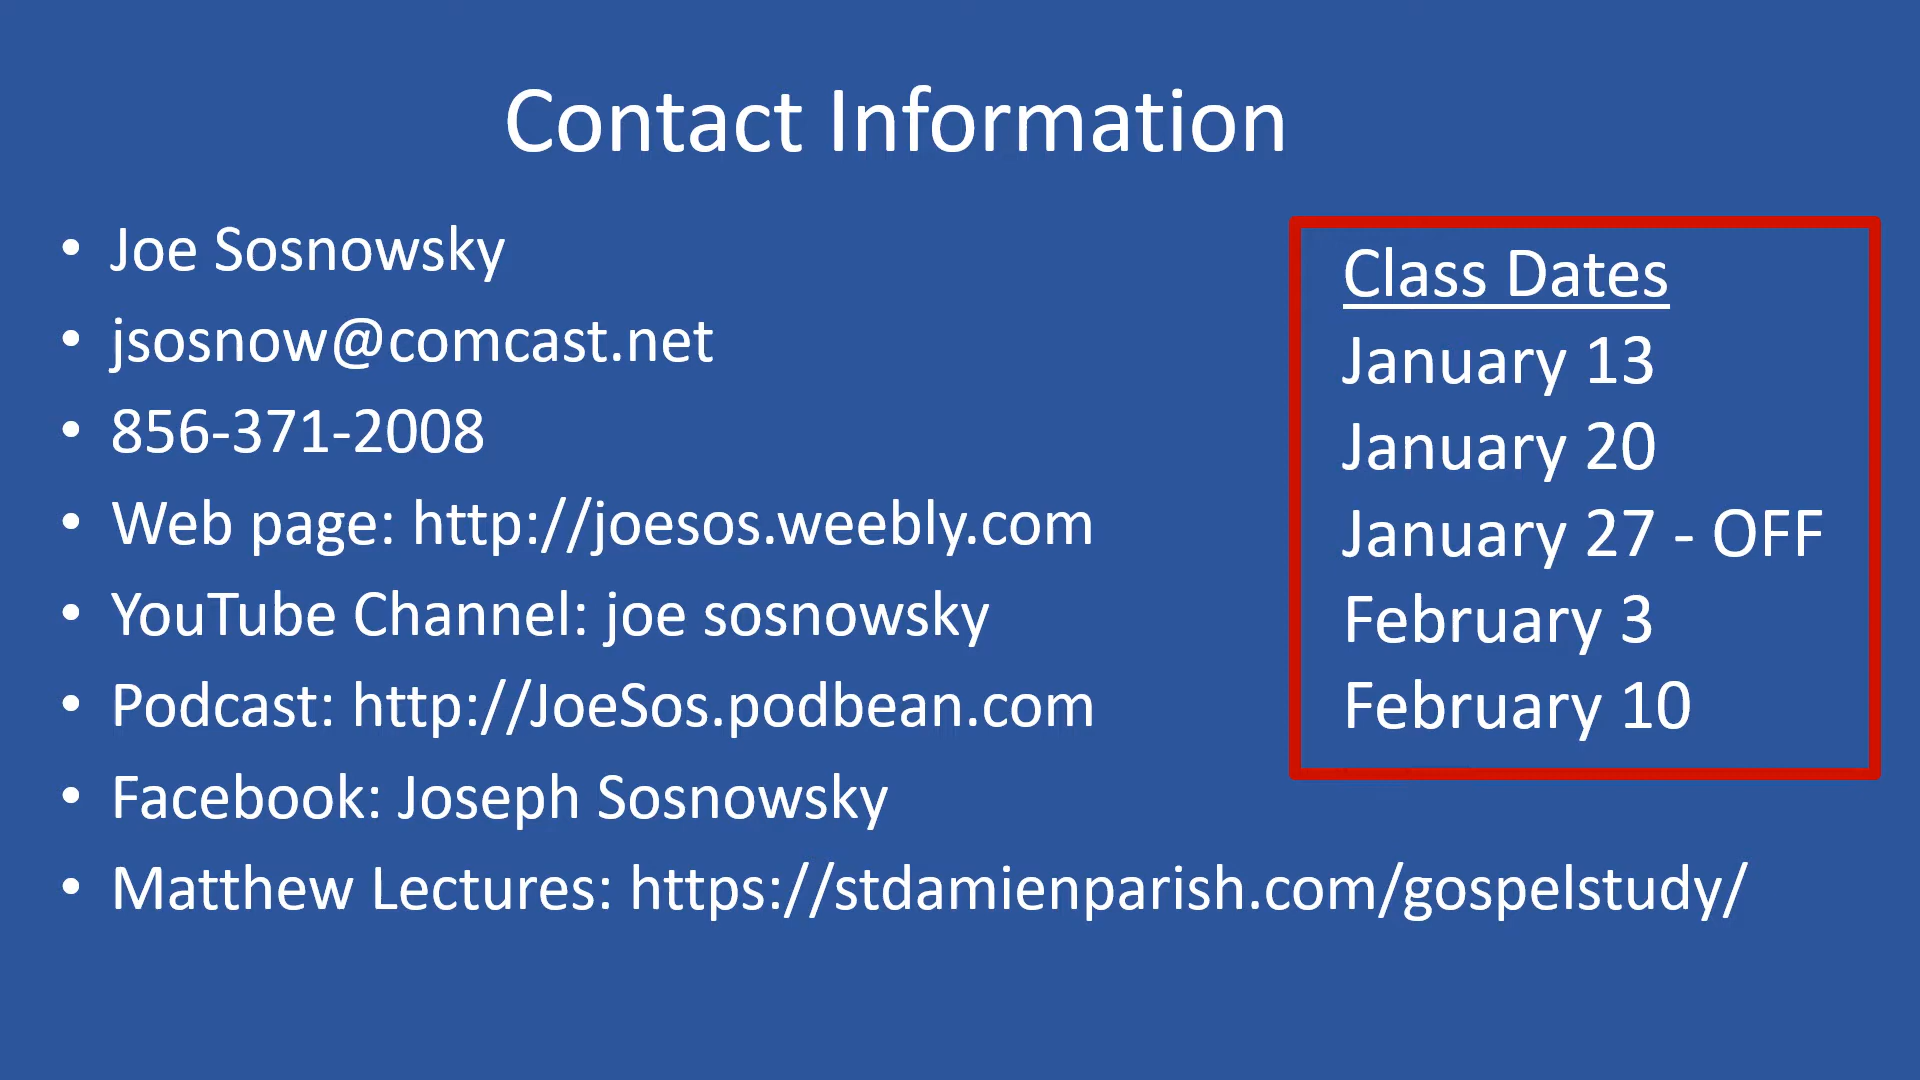 Contact Information
• Joe Sosnowsky
• jsosnow@comcast.net
• 856-371-2008
• Web page: http://joesos.weebly.com
• YouTube Channel: joe sosnowsky
• Podcast: http://JoeSos.podbean.com
• Facebook: Joseph Sosnowsky
• Matthew Lectures: https://stdamienparish.com/gospelstudy/
Class Dates
January 13
January 20
January 27 - OFF
February 3
February 10